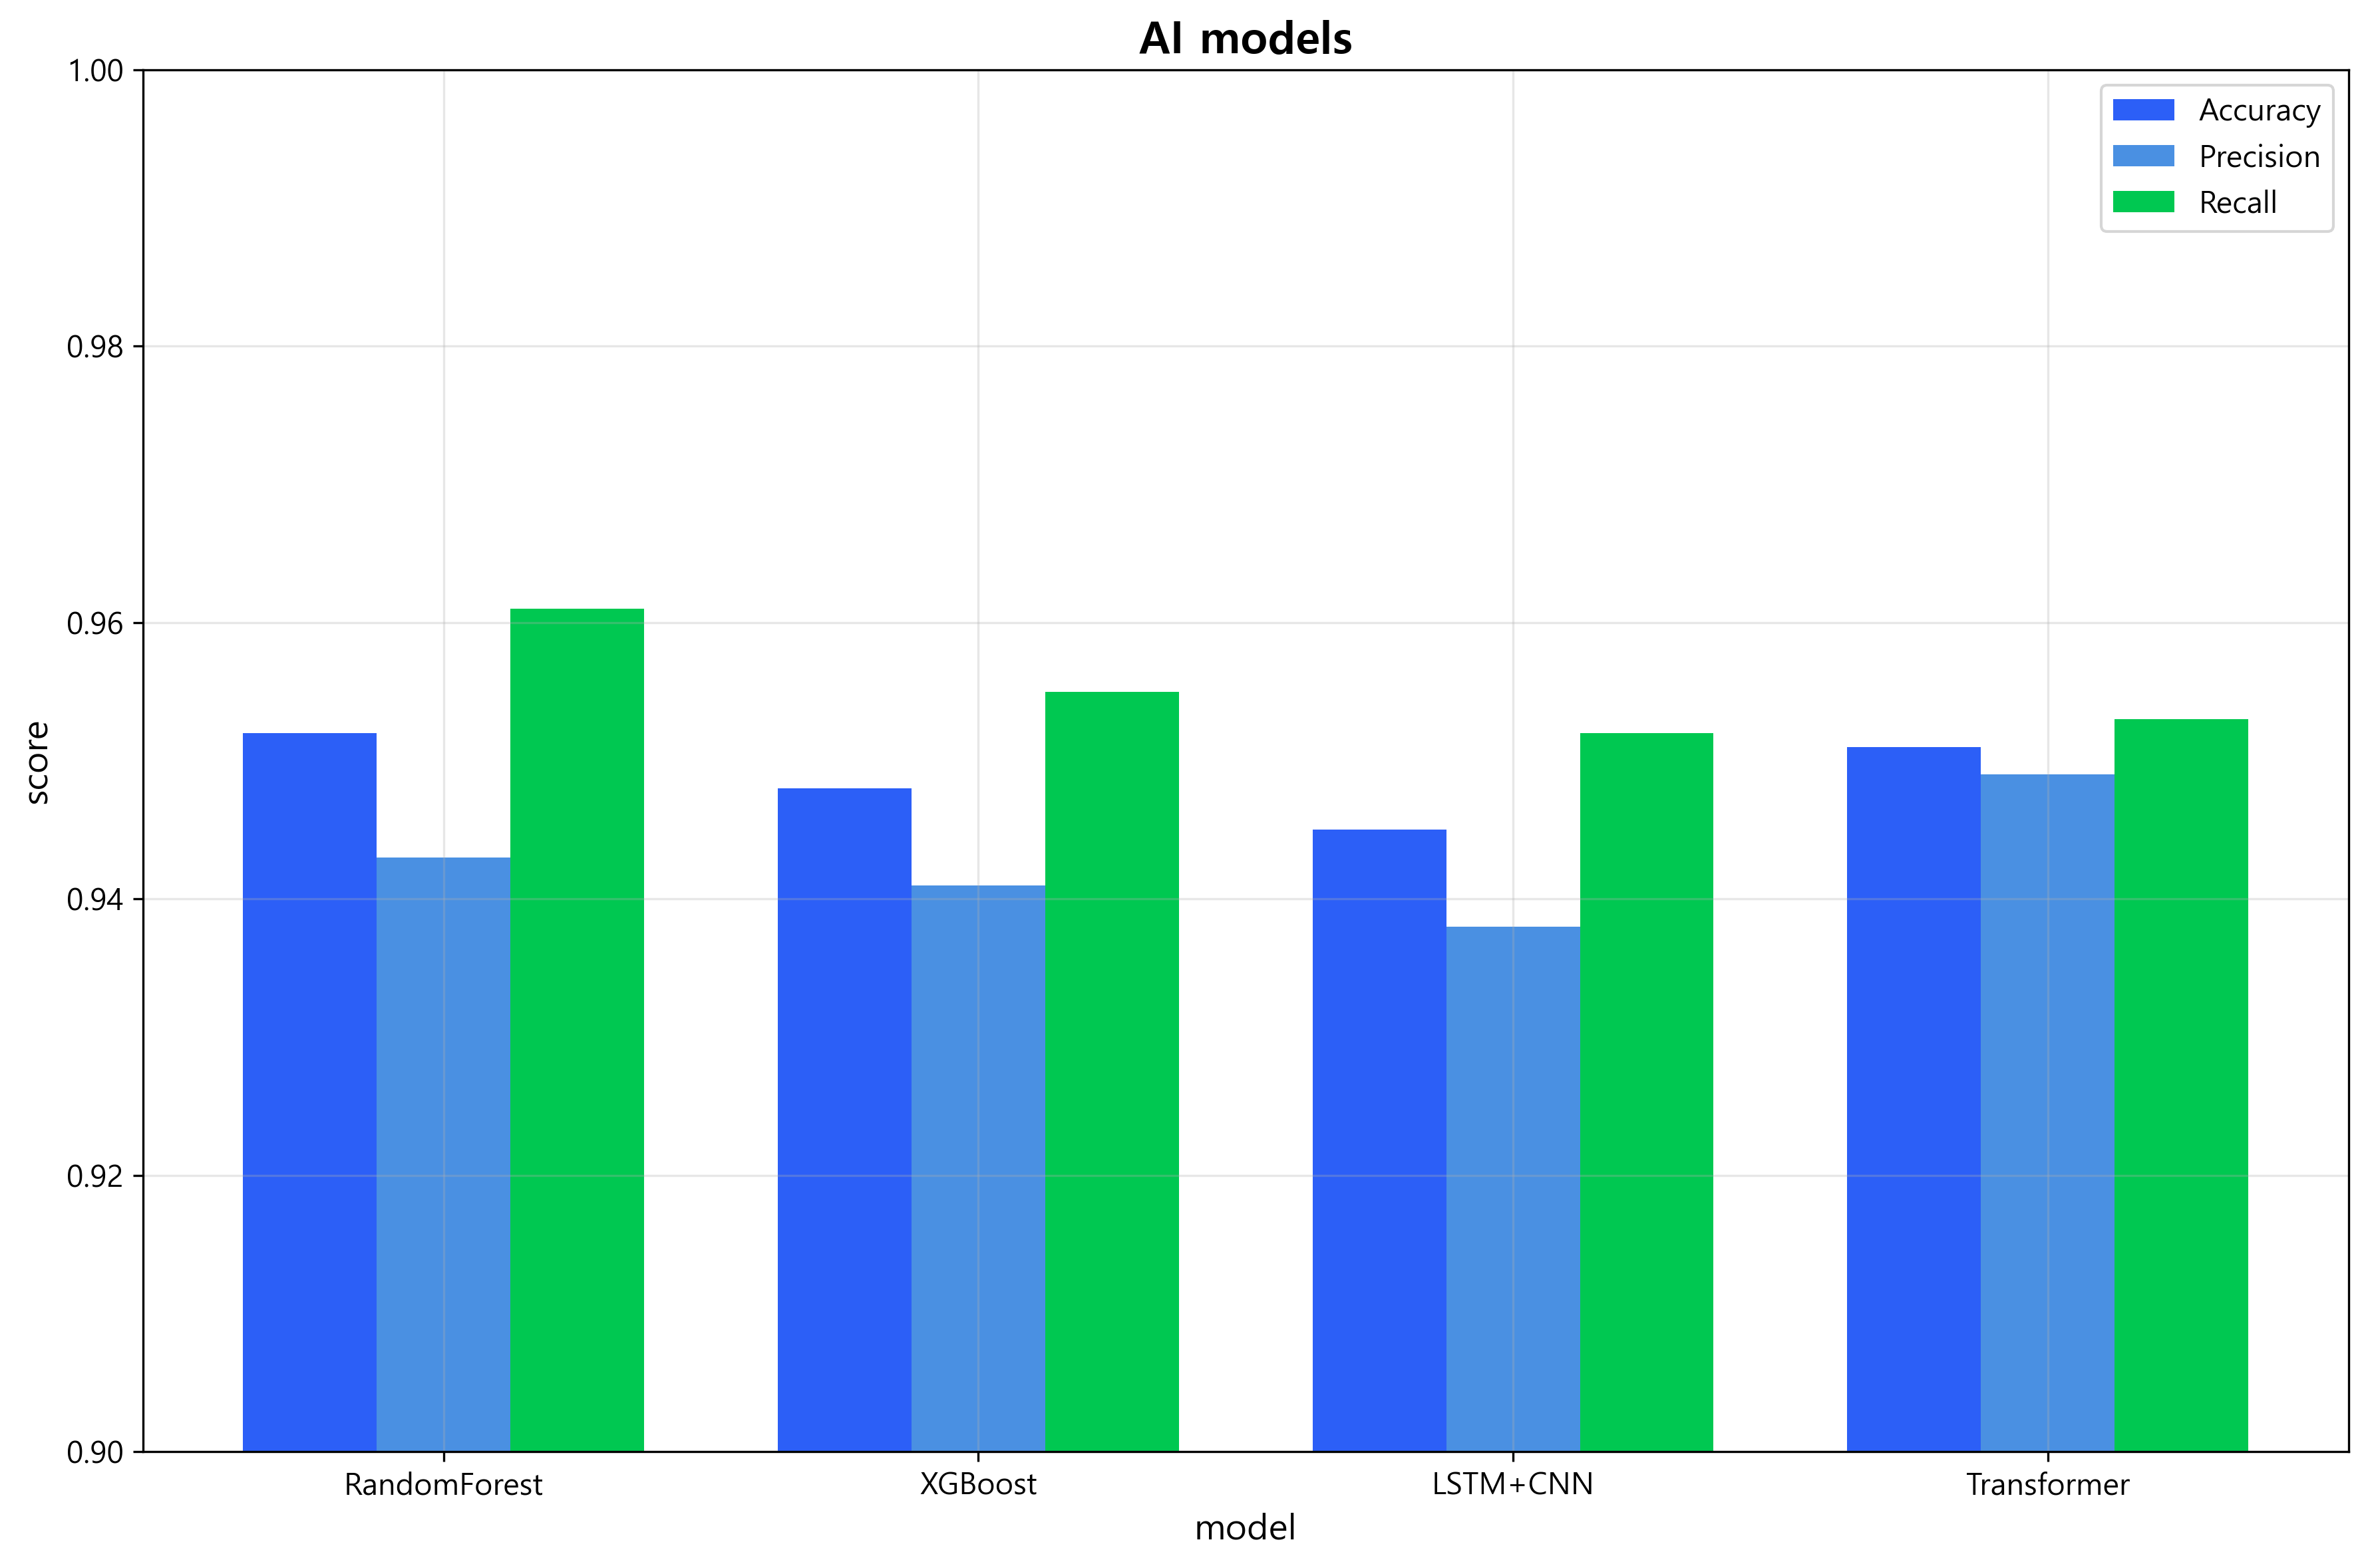 AI models
1.00
0.98
0.96
0.94
0.92
0.90
score
Accuracy
Precision
Recall
RandomForest
XGBoost
LSTM+CNN
Transformer
model